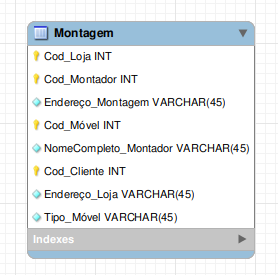 Montagem
Cod_Loja INT
Cod_Montador INT
Endereço_Montagem VARCHAR(45)
Cod_Móvel INT
NomeCompleto_Montador VARCHAR(45)
Cod_Cliente INT
Endereço_Loja VARCHAR(45)
Tipo_Móvel VARCHAR(45)
Indexes